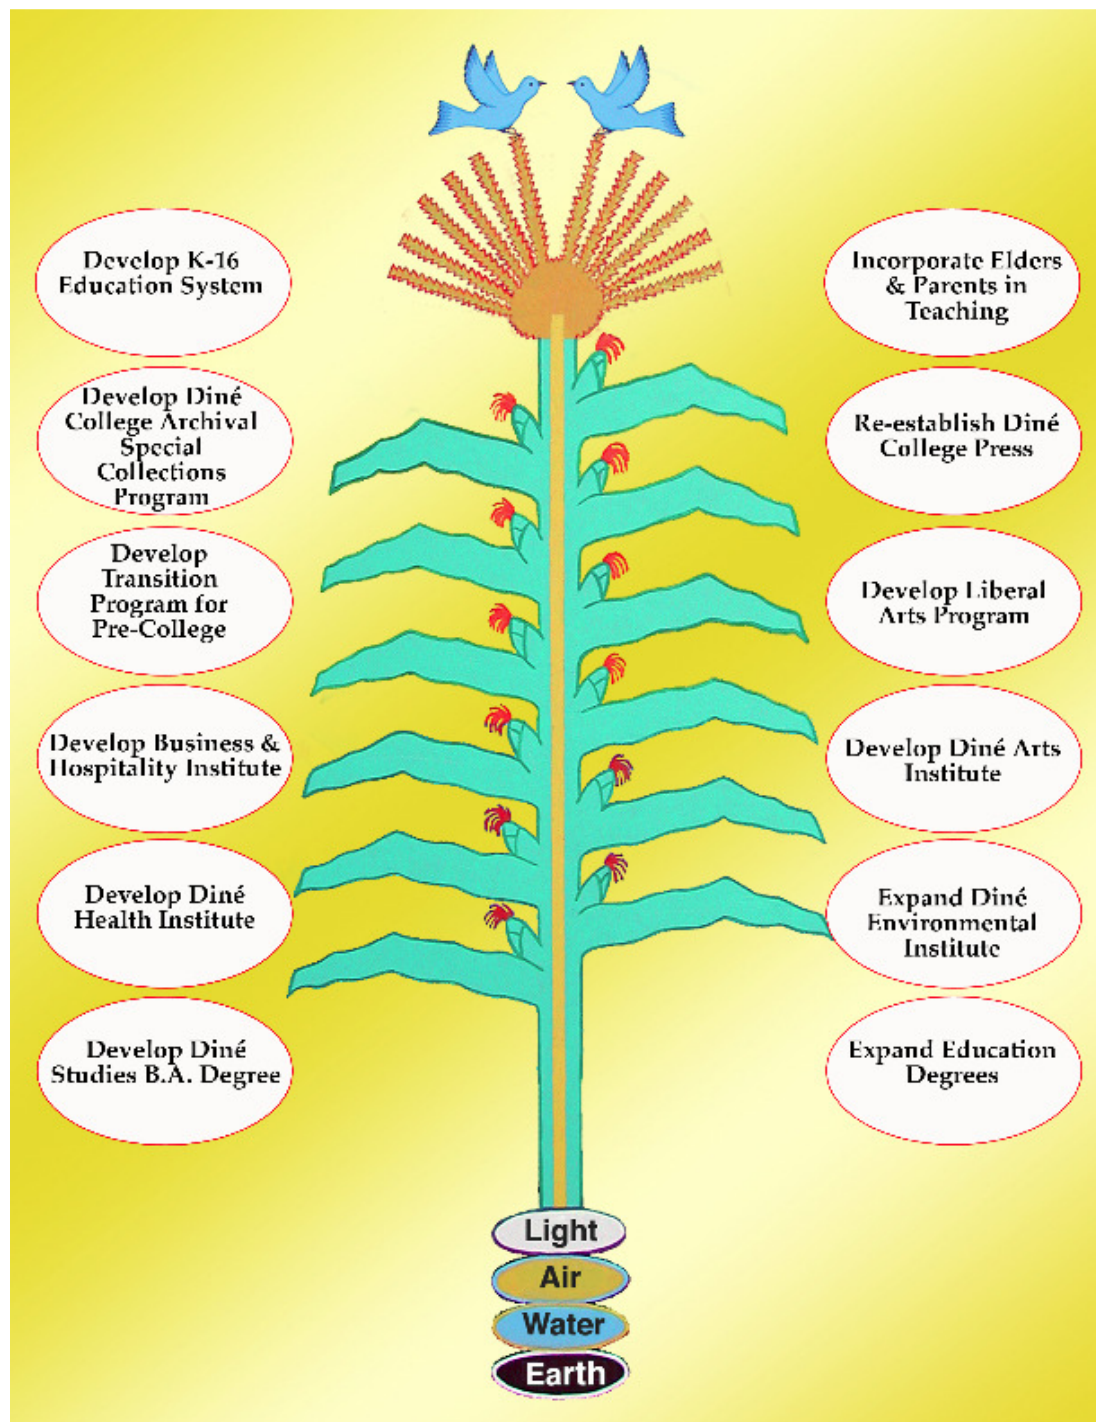 Develop K-16
Education System
Develop Diné
College Archival
Special
Collections
Program
Develop
Transition
Program for
Pre-College
Develop Business &
Hospitality Institute
Develop Diné
Health Institute
Develop Diné
Studies B.A. Degree
Incorporate Elders
& Parents in
Teaching
Re-establish Diné
College Press
Develop Liberal
Arts Program
Develop Diné Arts
Institute
Expand Diné
Environmental
Institute
Expand Education
Degrees
Light
Air
Water
Earth